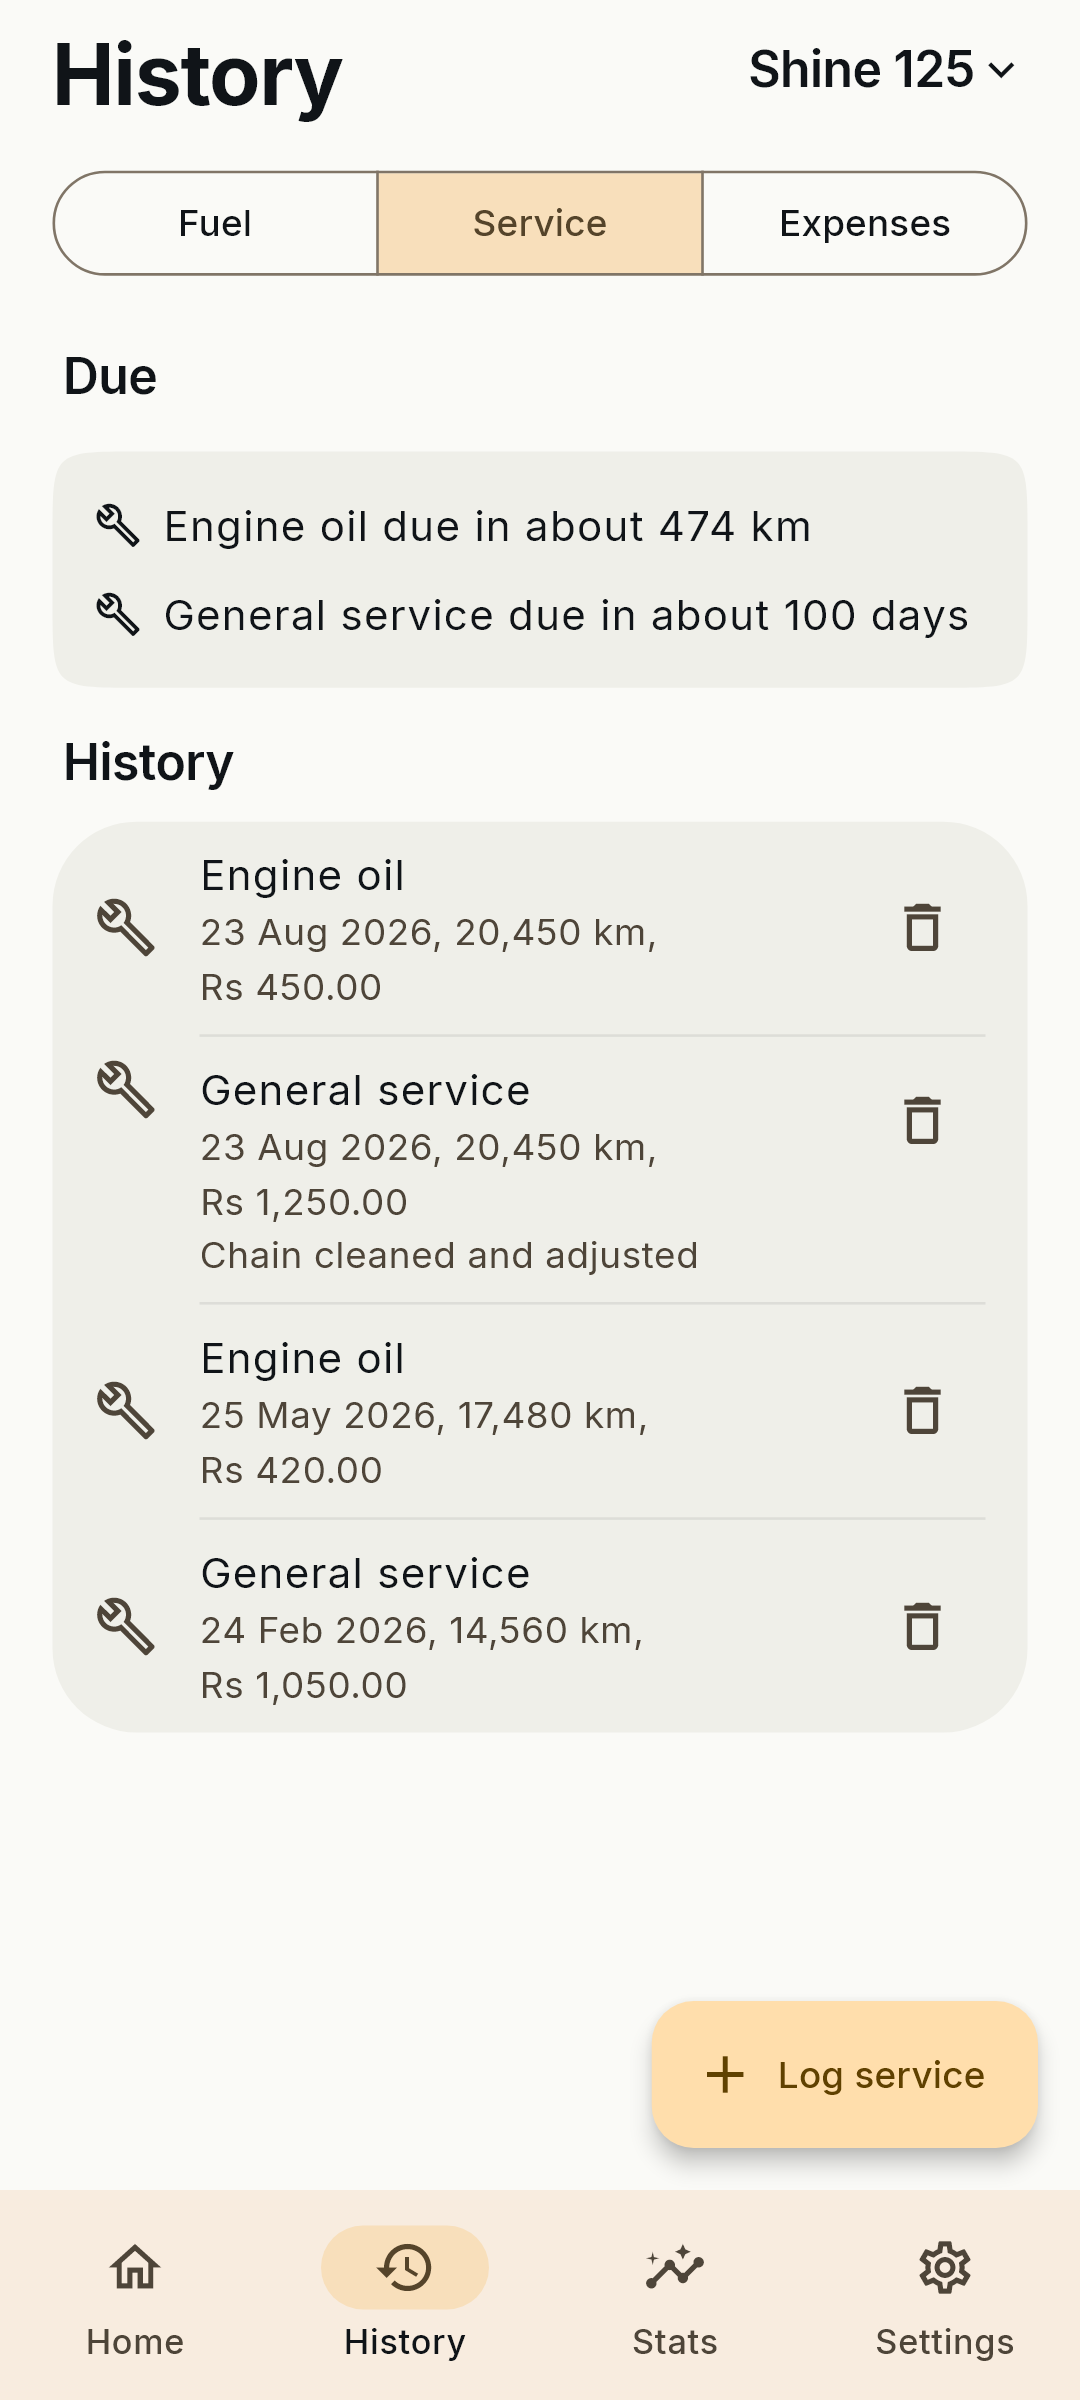 History
Shine 125
Fuel
Service
Expenses
Due
Engine oil due in about 474 km
General service due in about 100 days
History
Engine oil
23 Aug 2026, 20,450 km,
Rs 450.00
General service
23 Aug 2026, 20,450 km,
Rs 1,250.00
Chain cleaned and adjusted
Engine oil
25 May 2026, 17,480 km,
Rs 420.00
General service
24 Feb 2026, 14,560 km,
Rs 1,050.00
Log service
Home
History
Stats
Settings